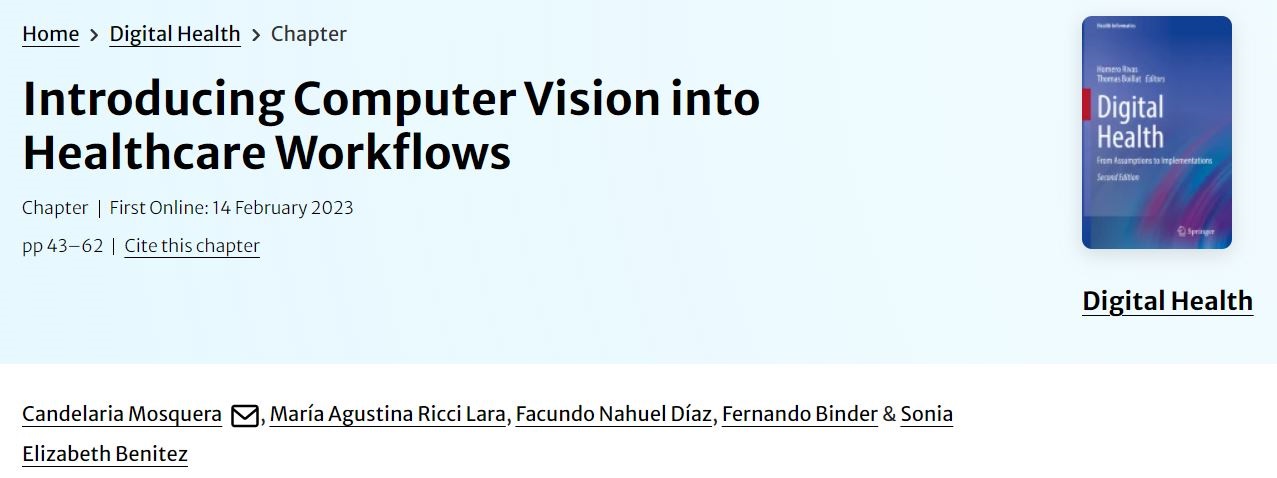 Home > Digital Health > Chapter
Introducing Computer Vision into
Healthcare Workflows
Chapter | First Online: 14 February 2023
pp 43–62 | Cite this chapter
Health Informatics
Homero Rivas
Thomas Boillat Editors
Digital
Health
From Assumptions to Implementations
Second Edition
Springer
Digital Health
Candelaria Mosquera, María Agustina Ricci Lara, Facundo Nahuel Díaz, Fernando Binder & Sonia
Elizabeth Benitez